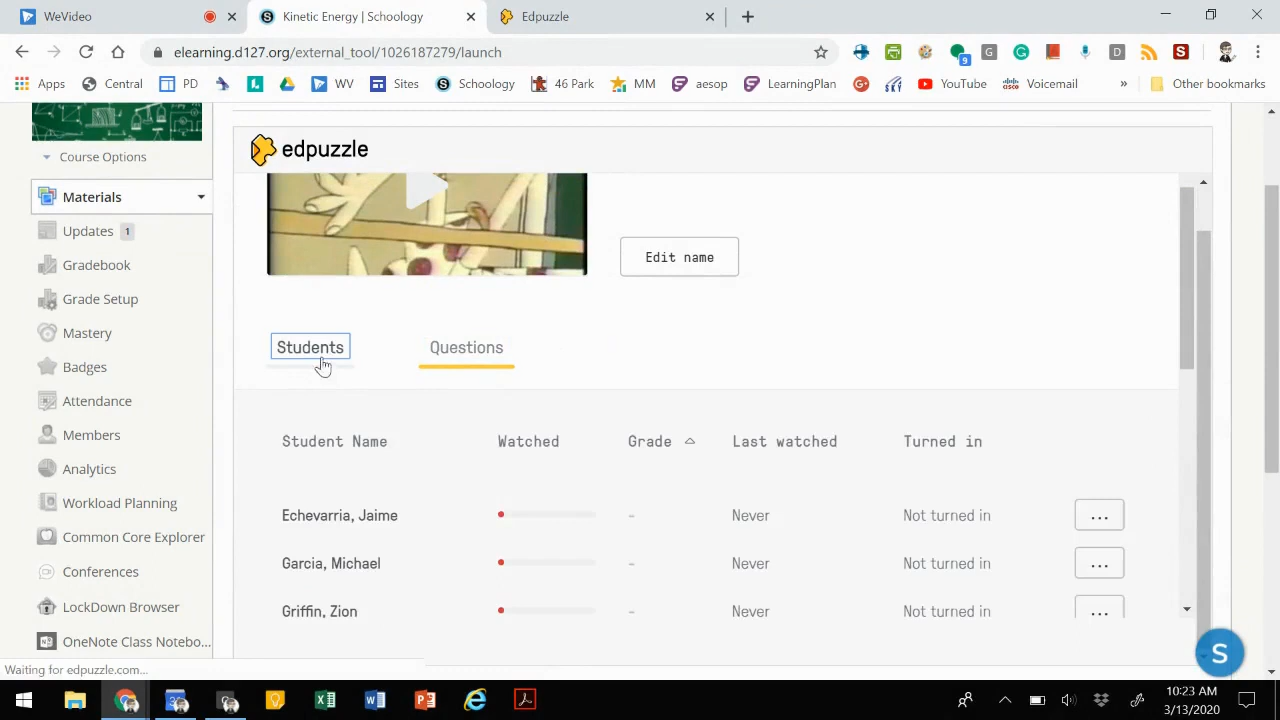 WeVideo
Kinetic Energy | Schoology
Edpuzzle
elearning.d127.org/external_tool/1026187279/launch
Apps
Central
PD
WV
Sites
Schoology
46 Park
MM
aesop
LearningPlan
YouTube
Voicemail
Other bookmarks
Course Options
Materials
Updates 1
Gradebook
Grade Setup
Mastery
Badges
Attendance
Members
Analytics
Workload Planning
Common Core Explorer
Conferences
LockDown Browser
OneNote Class Notebo...
edpuzzle
Edit name
Students
Questions
Student Name Watched Grade Last watched Turned in
Echevarria, Jaime - Never Not turned in ...
Garcia, Michael - Never Not turned in ...
Griffin, Zion - Never Not turned in ...
S
Waiting for edpuzzle.com...
10:23 AM
3/13/2020